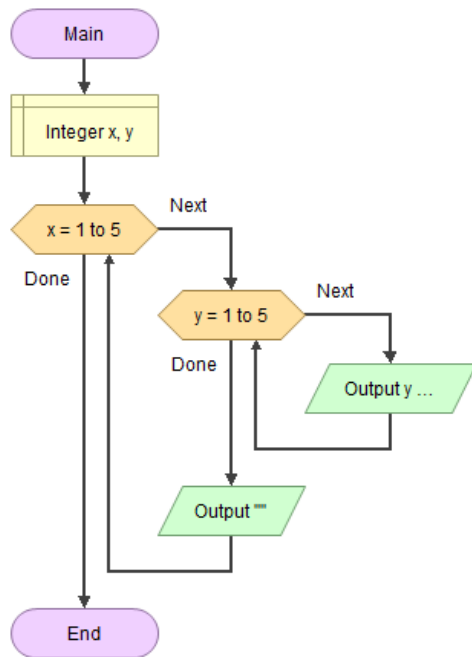 Main
Integer x, y
x = 1 to 5
Next
Done
y = 1 to 5
Next
Done
Output y ...
Output ""
End